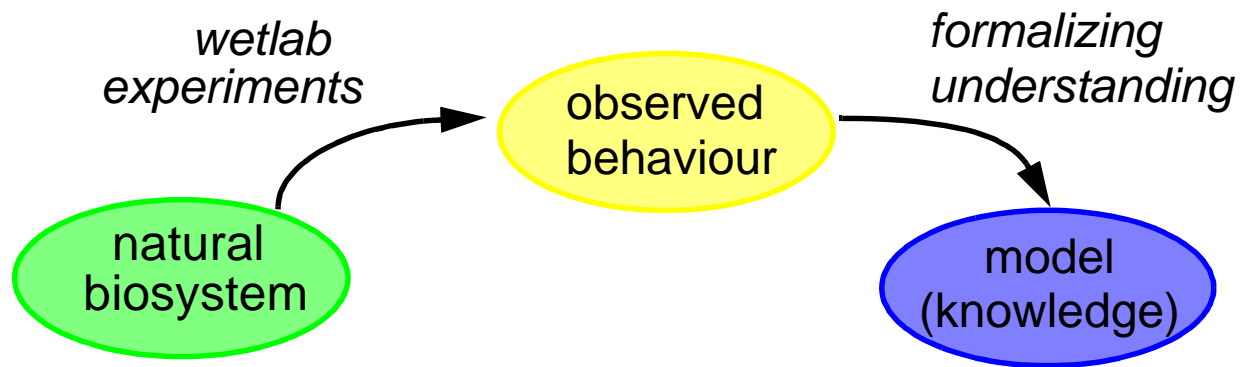 wetlab
experiments
formalizing
understanding
observed
behaviour
natural
biosystem
model
(knowledge)